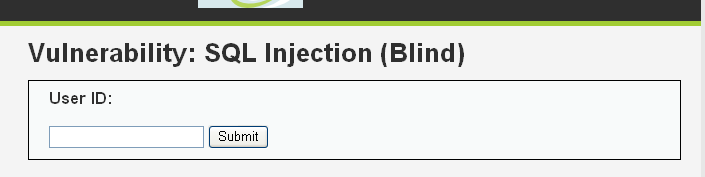 Vulnerability: SQL Injection (Blind)
User ID:
Submit